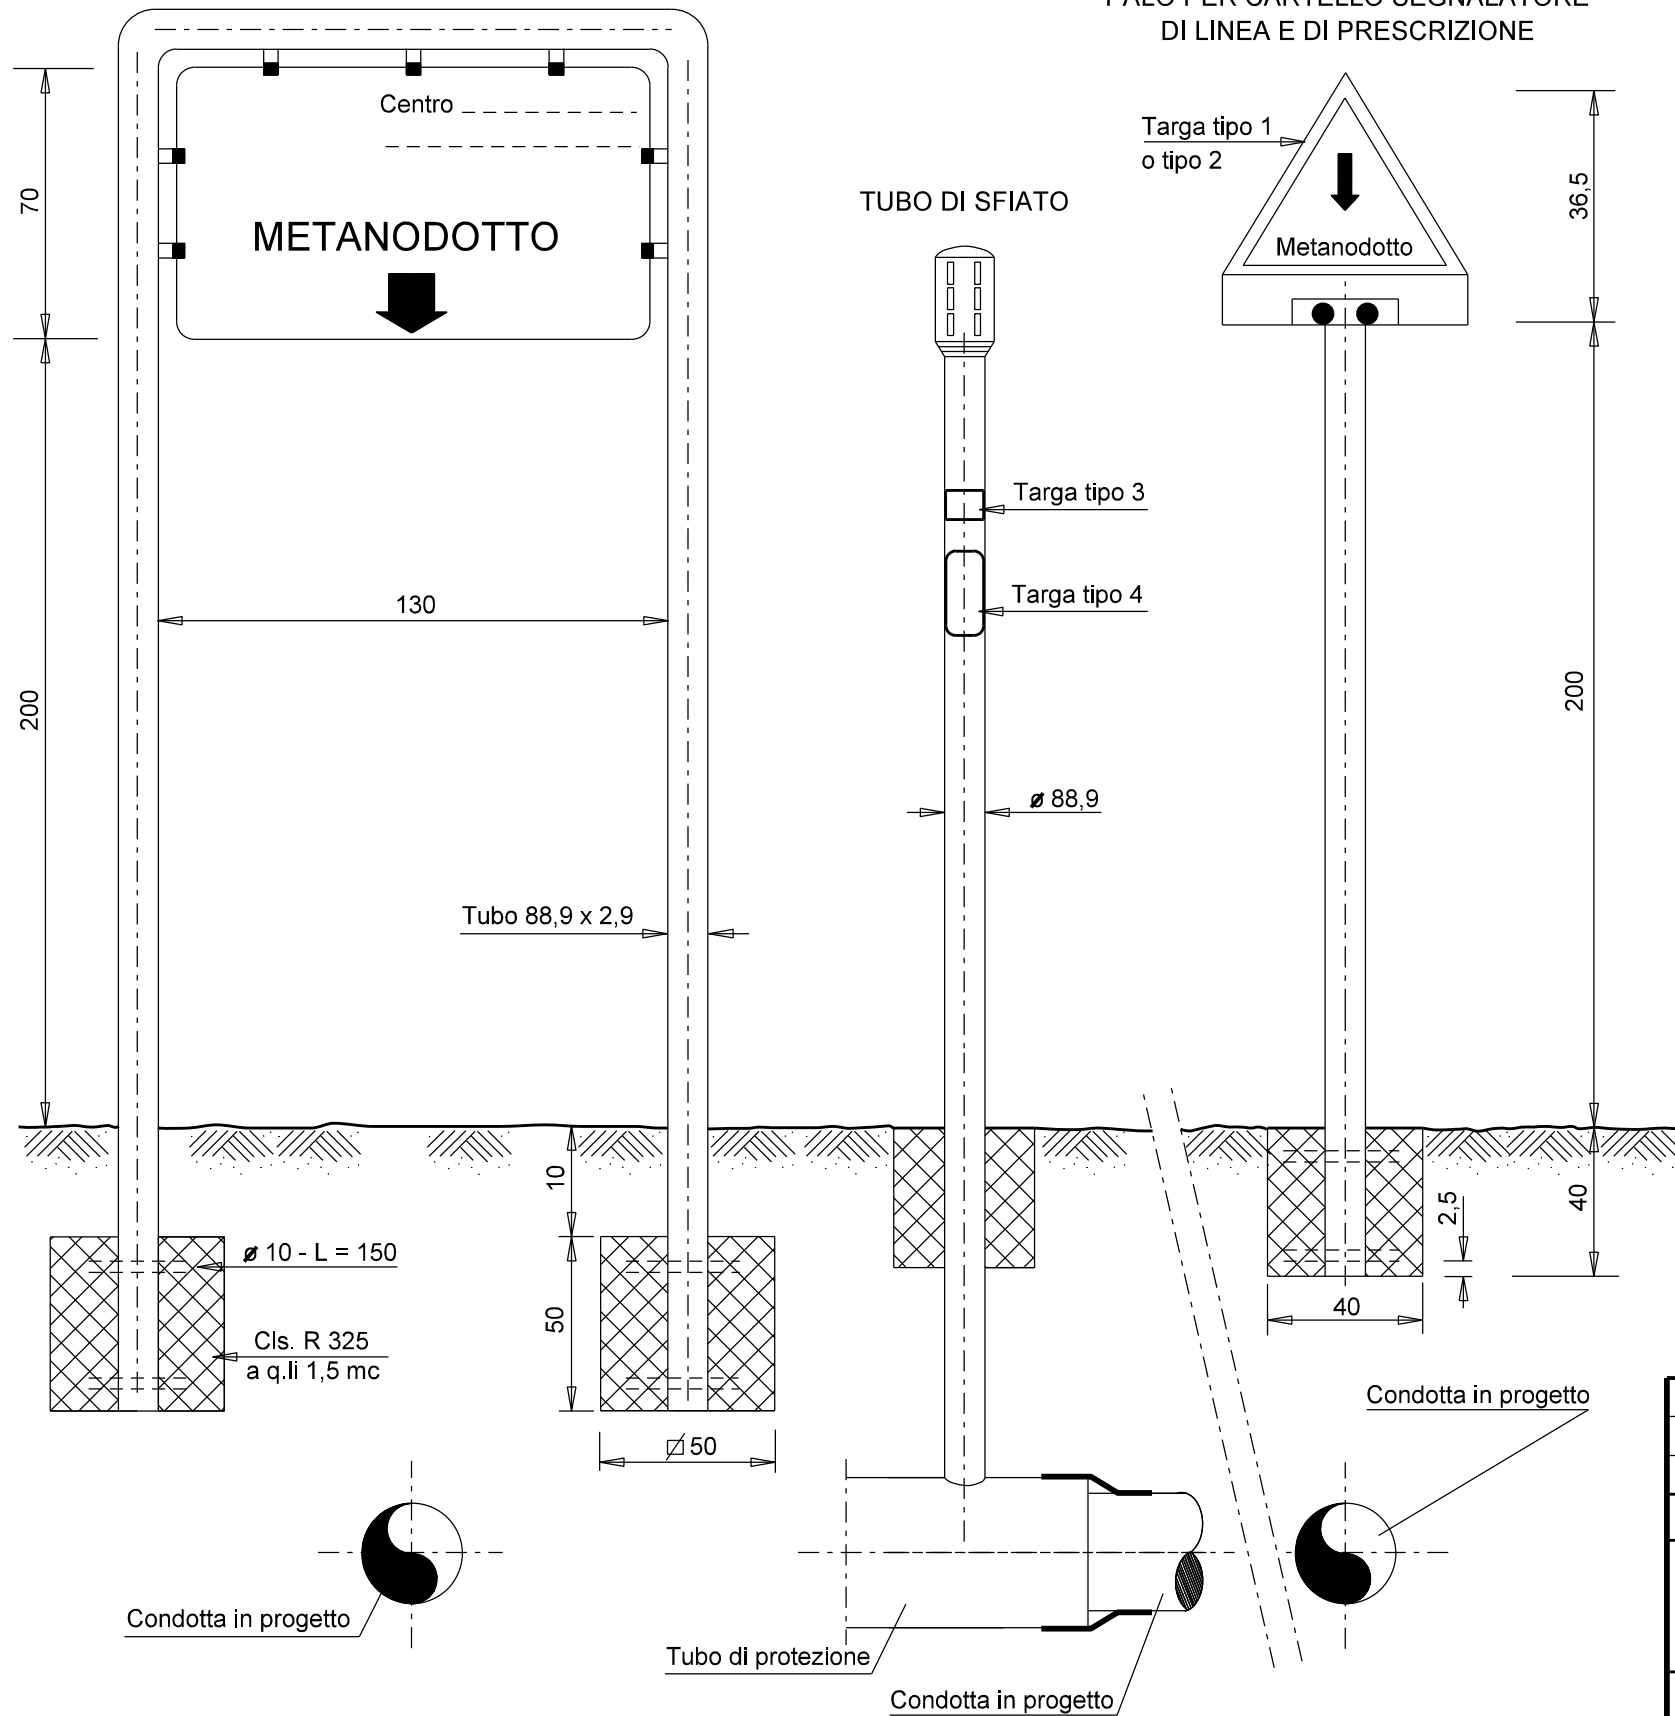 PALO PER CARTELLO SEGNALATORE
DI LINEA E DI PRESCRIZIONE
Centro
METANODOTTO
70
200
130
Tubo 88,9 x 2,9
TUBO DI SFIATO
Targa tipo 3
Targa tipo 4
ø 88,9
Targa tipo 1
o tipo 2
Metanodotto
36,5
200
40
2,5
40
10
50
50
ø 10 - L = 150
Cls. R 325
a q.li 1,5 mc
Condotta in progetto
Tubo di protezione
Condotta in progetto
Condotta in progetto